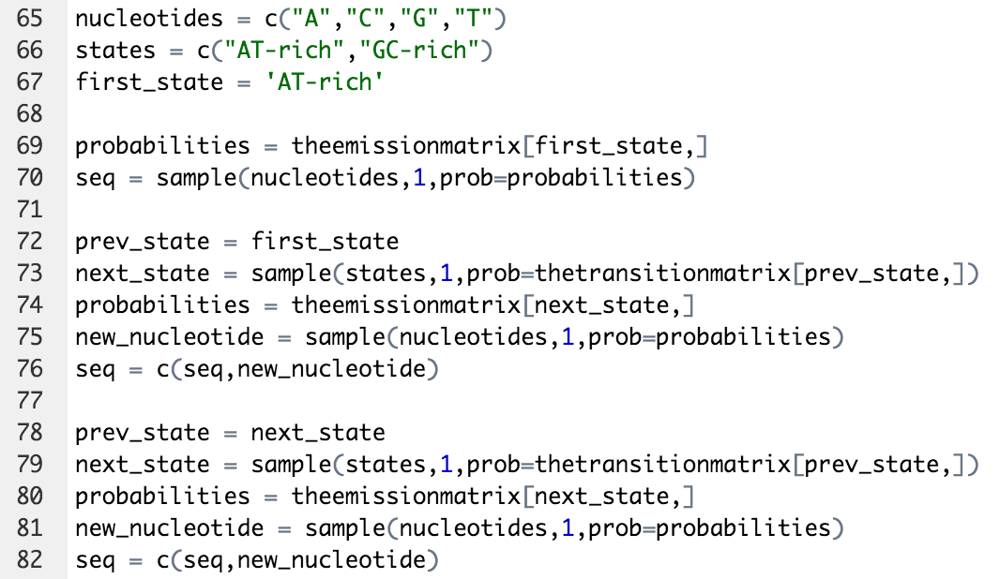 65 nucleotides = c("A","C","G","T")
66 states = c("AT-rich","GC-rich")
67 first_state = 'AT-rich'
68
69 probabilities = theemissionmatrix[first_state,]
70 seq = sample(nucleotides,1,prob=probabilities)
71
72 prev_state = first_state
73 next_state = sample(states,1,prob=thetransitionmatrix[prev_state,])
74 probabilities = theemissionmatrix[next_state,]
75 new_nucleotide = sample(nucleotides,1,prob=probabilities)
76 seq = c(seq,new_nucleotide)
77
78 prev_state = next_state
79 next_state = sample(states,1,prob=thetransitionmatrix[prev_state,])
80 probabilities = theemissionmatrix[next_state,]
81 new_nucleotide = sample(nucleotides,1,prob=probabilities)
82 seq = c(seq,new_nucleotide)